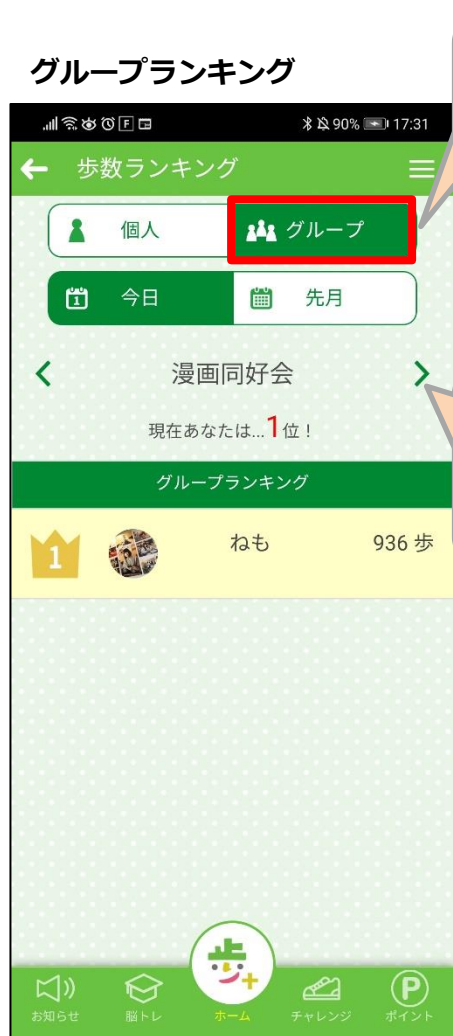 グループランキング
F 90% 17:31
歩数ランキング
個人 グループ
1 今日 先月
漫画同好会
現在あなたは...1位！
グループランキング
1 ねも 936 歩
歩
お知らせ 脳トレ ホーム チャレンジ P ポイント